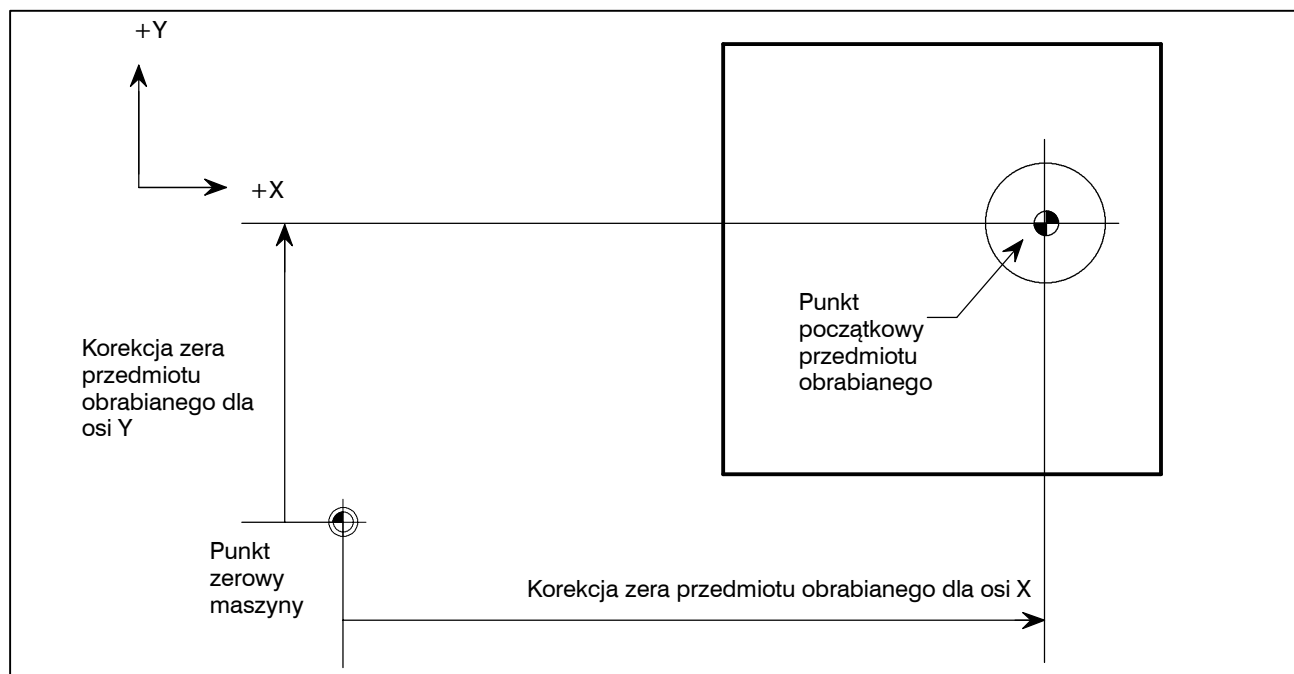 +Y
+X
Punkt
początkowy
przedmiotu
obrabianego
Korekcja zera
przedmiotu
obrabianego dla
osi Y
Punkt
zerowy
maszyny
Korekcja zera przedmiotu obrabianego dla osi X